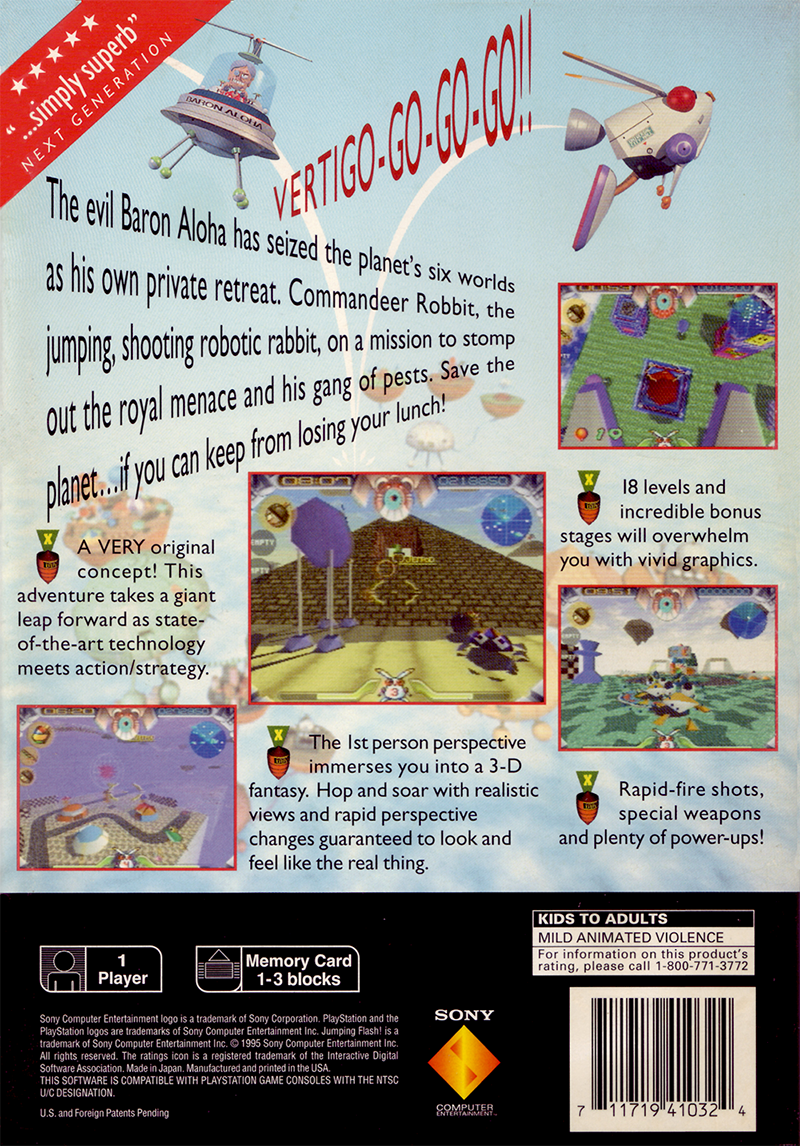 ★★★★★
"...simply superb"
NEXT GENERATION
BARON ALOHA
VERTIGO-GO-GO-GO!!
The evil Baron Aloha has seized the planet's six worlds
as his own private retreat. Commandeer Robbit, the
jumping, shooting robotic rabbit, on a mission to stomp
out the royal menace and his gang of pests. Save the
planet...if you can keep from losing your lunch!
X
A VERY original
concept! This
adventure takes a giant
leap forward as state-
of-the-art technology
meets action/strategy.
08:07
EMPTY
EMPTY
3
X
18 levels and
incredible bonus
stages will overwhelm
you with vivid graphics.
X
The 1st person perspective
immerses you into a 3-D
fantasy. Hop and soar with realistic
views and rapid perspective
changes guaranteed to look and
feel like the real thing.
X
Rapid-fire shots,
special weapons
and plenty of power-ups!
1
Player
Memory Card
1-3 blocks
KIDS TO ADULTS
MILD ANIMATED VIOLENCE
For information on this product's
rating, please call 1-800-771-3772
Sony Computer Entertainment logo is a trademark of Sony Corporation. PlayStation and the
PlayStation logos are trademarks of Sony Computer Entertainment Inc. Jumping Flash! is a
trademark of Sony Computer Entertainment Inc. © 1995 Sony Computer Entertainment Inc.
All rights reserved. The ratings icon is a registered trademark of the Interactive Digital
Software Association. Made in Japan. Manufactured and printed in the USA.
THIS SOFTWARE IS COMPATIBLE WITH PLAYSTATION GAME CONSOLES WITH THE NTSC
U/C DESIGNATION.
U.S. and Foreign Patents Pending
SONY
COMPUTER
ENTERTAINMENT™
7 11719 41032 4